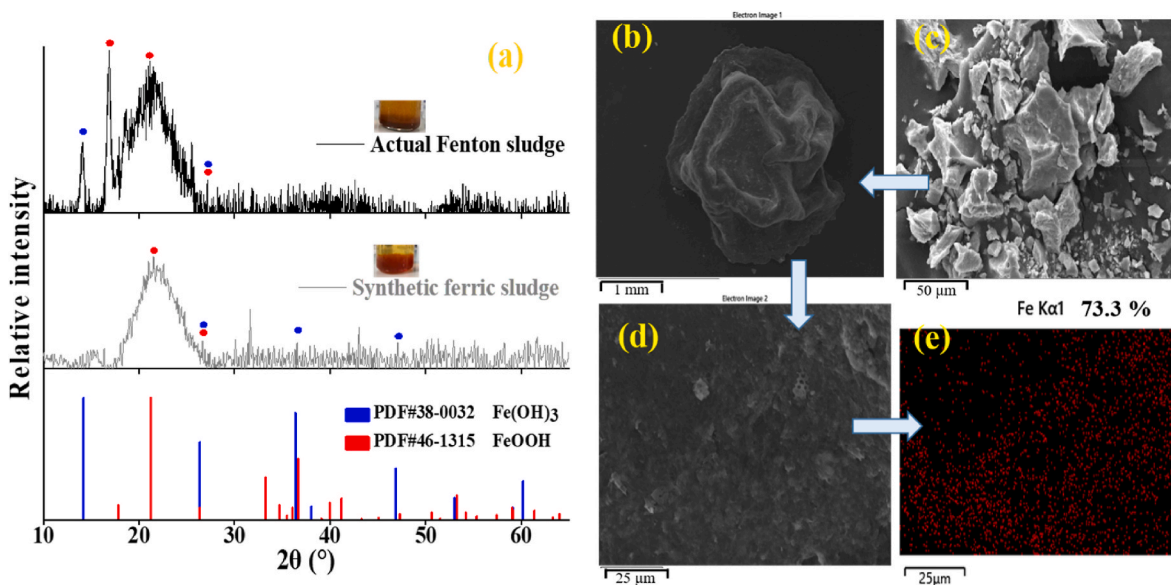 (a)
Actual Fenton sludge
Synthetic ferric sludge
PDF#38-0032 Fe(OH)3
PDF#46-1315 FeOOH
Relative intensity
10 20 30 40 50 60
2θ (°)
Electron Image 1
(b)
1 mm
(c)
50 μm
Electron Image 2
(d)
25 μm
Fe Kα1 73.3 %
(e)
25μm